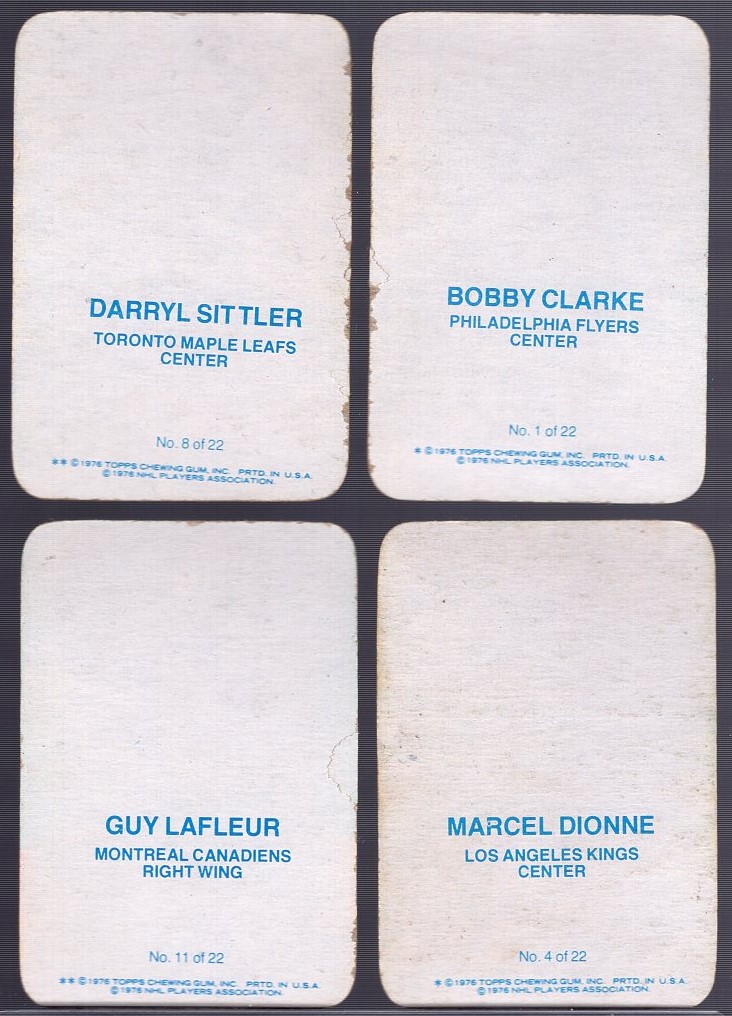 DARRYL SITTLER
TORONTO MAPLE LEAFS
CENTER
No. 8 of 22
** ©1976 TOPPS CHEWING GUM, INC. PRTD. IN U.S.A.
©1976 NHL PLAYERS ASSOCIATION.
BOBBY CLARKE
PHILADELPHIA FLYERS
CENTER
No. 1 of 22
* ©1976 TOPPS CHEWING GUM, INC. PRTD. IN U.S.A.
©1976 NHL PLAYERS ASSOCIATION.
GUY LAFLEUR
MONTREAL CANADIENS
RIGHT WING
No. 11 of 22
** ©1976 TOPPS CHEWING GUM, INC. PRTD. IN U.S.A.
©1976 NHL PLAYERS ASSOCIATION.
MARCEL DIONNE
LOS ANGELES KINGS
CENTER
No. 4 of 22
* ©1976 TOPPS CHEWING GUM, INC. PRTD. IN U.S.A.
©1976 NHL PLAYERS ASSOCIATION.